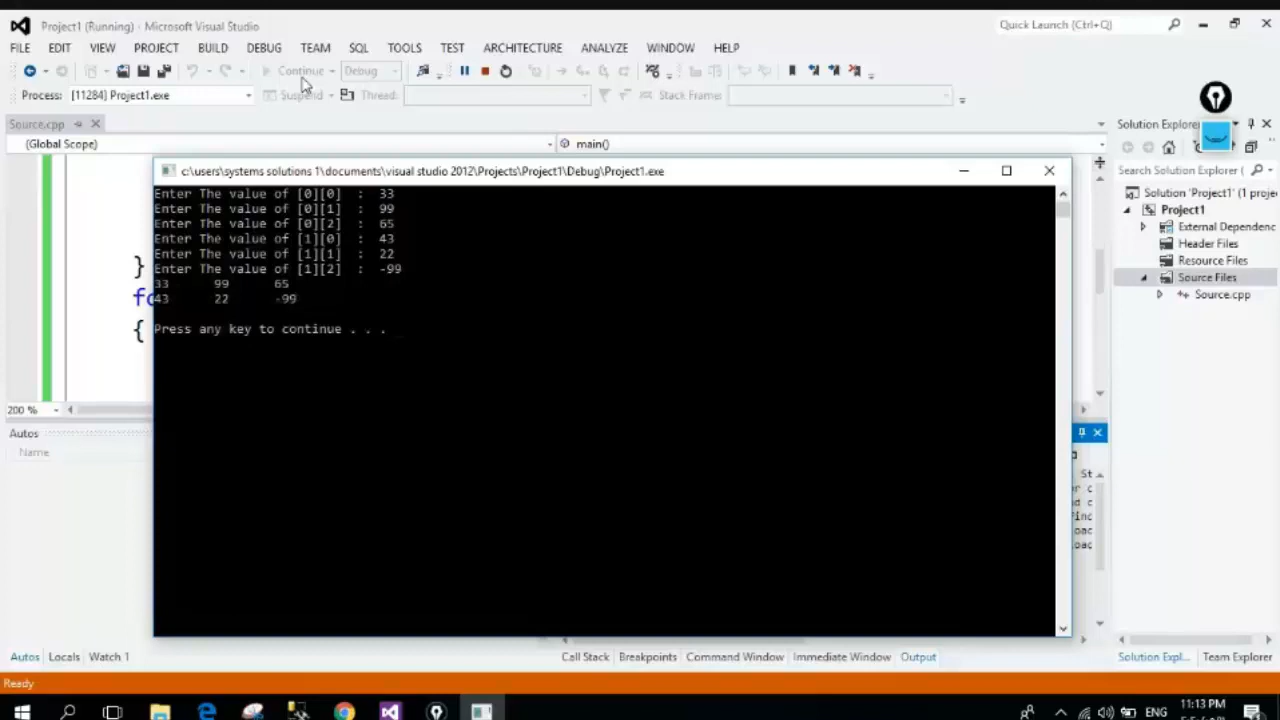 Project1 (Running) - Microsoft Visual Studio
Quick Launch (Ctrl+Q)
FILE EDIT VIEW PROJECT BUILD DEBUG TEAM SQL TOOLS TEST ARCHITECTURE ANALYZE WINDOW HELP
Continue Debug
Process: [11284] Project1.exe Suspend Thread: Stack Frame:
Source.cpp
Solution Explorer
(Global Scope) main()
Search Solution Explorer (
c:\users\systems solutions 1\documents\visual studio 2012\Projects\Project1\Debug\Project1.exe
Enter The value of [0][0] : 33
Enter The value of [0][1] : 99
Enter The value of [0][2] : 65
Enter The value of [1][0] : 43
Enter The value of [1][1] : 22
Enter The value of [1][2] : -99
33 99 65
43 22 -99
Press any key to continue . . .
}
fo
{
Solution 'Project1' (1 proje
Project1
External Dependenc
Header Files
Resource Files
Source Files
Source.cpp
200 %
Autos
Name
Autos Locals Watch 1
Call Stack Breakpoints Command Window Immediate Window Output
Solution Expl... Team Explorer
Ready
11:13 PM
ENG